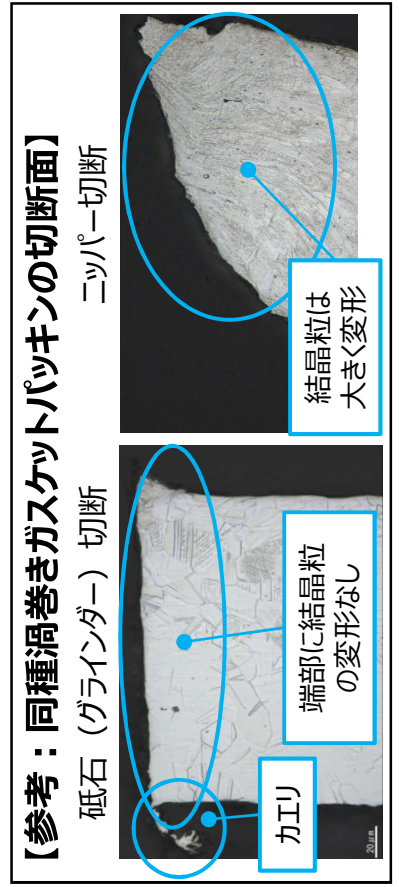 【参考：同種渦巻きガスケットパッキンの切断面】
砥石（グラインダー）切断
ニッパー切断
カエリ
端部に結晶粒
の変形なし
結晶粒は
大きく変形
20μm